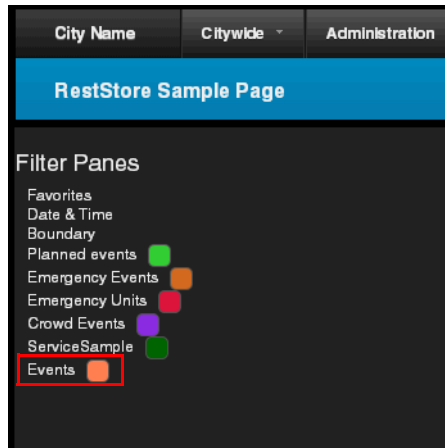 City Name Citywide Administration
RestStore Sample Page
Filter Panes
Favorites
Date & Time
Boundary
Planned events
Emergency Events
Emergency Units
Crowd Events
ServiceSample
Events